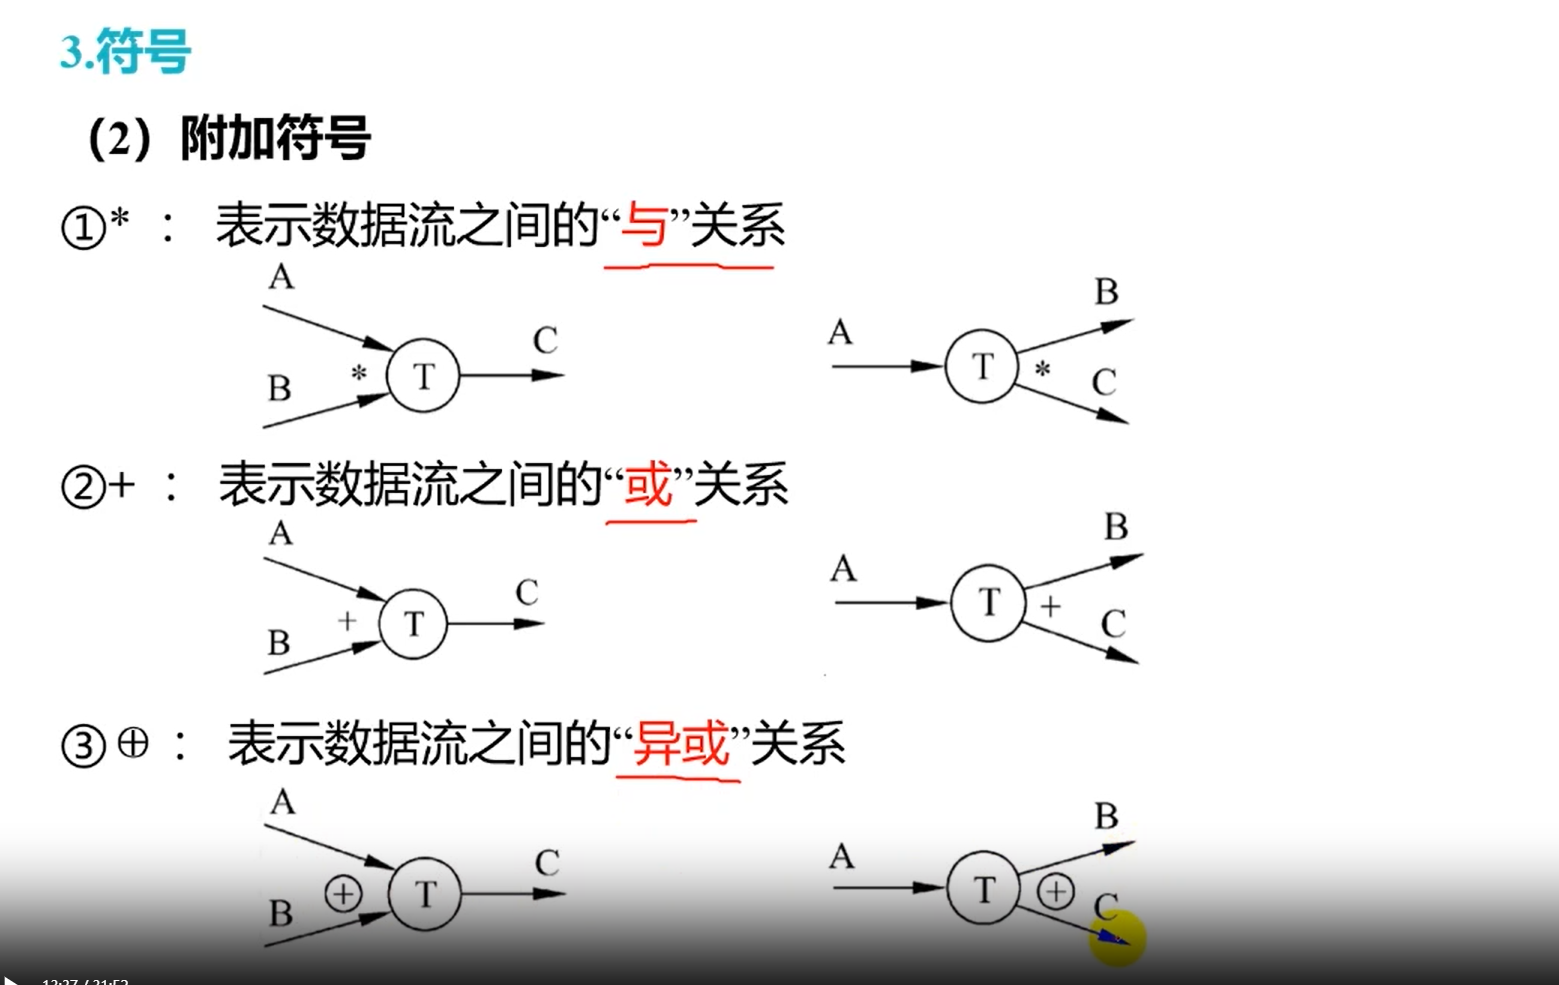 3.符号
（2）附加符号
①* ： 表示数据流之间的“与”关系
A
B
*
T
C
A
T
*
B
C
②+ ： 表示数据流之间的“或”关系
A
B
+
T
C
A
T
+
B
C
③⊕ ： 表示数据流之间的“异或”关系
A
B
⊕
T
C
A
T
⊕
B
C